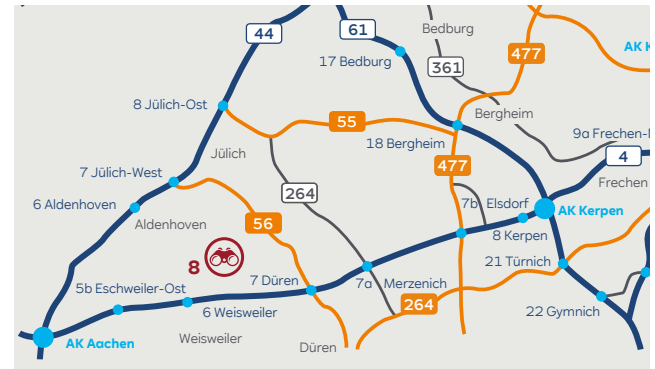 44
61
Bedburg
477
AK K
17 Bedburg
361
8 Jülich-Ost
Bergheim
55
18 Bergheim
9a Frechen-N
4
Jülich
477
7 Jülich-West
Frechen
264
7b Elsdorf
6 Aldenhoven
AK Kerpen
Aldenhoven
56
8 Kerpen
8
21 Türnich
5b Eschweiler-Ost
7 Düren
7a Merzenich
264
6 Weisweiler
22 Gymnich
AK Aachen
Weisweiler
Düren